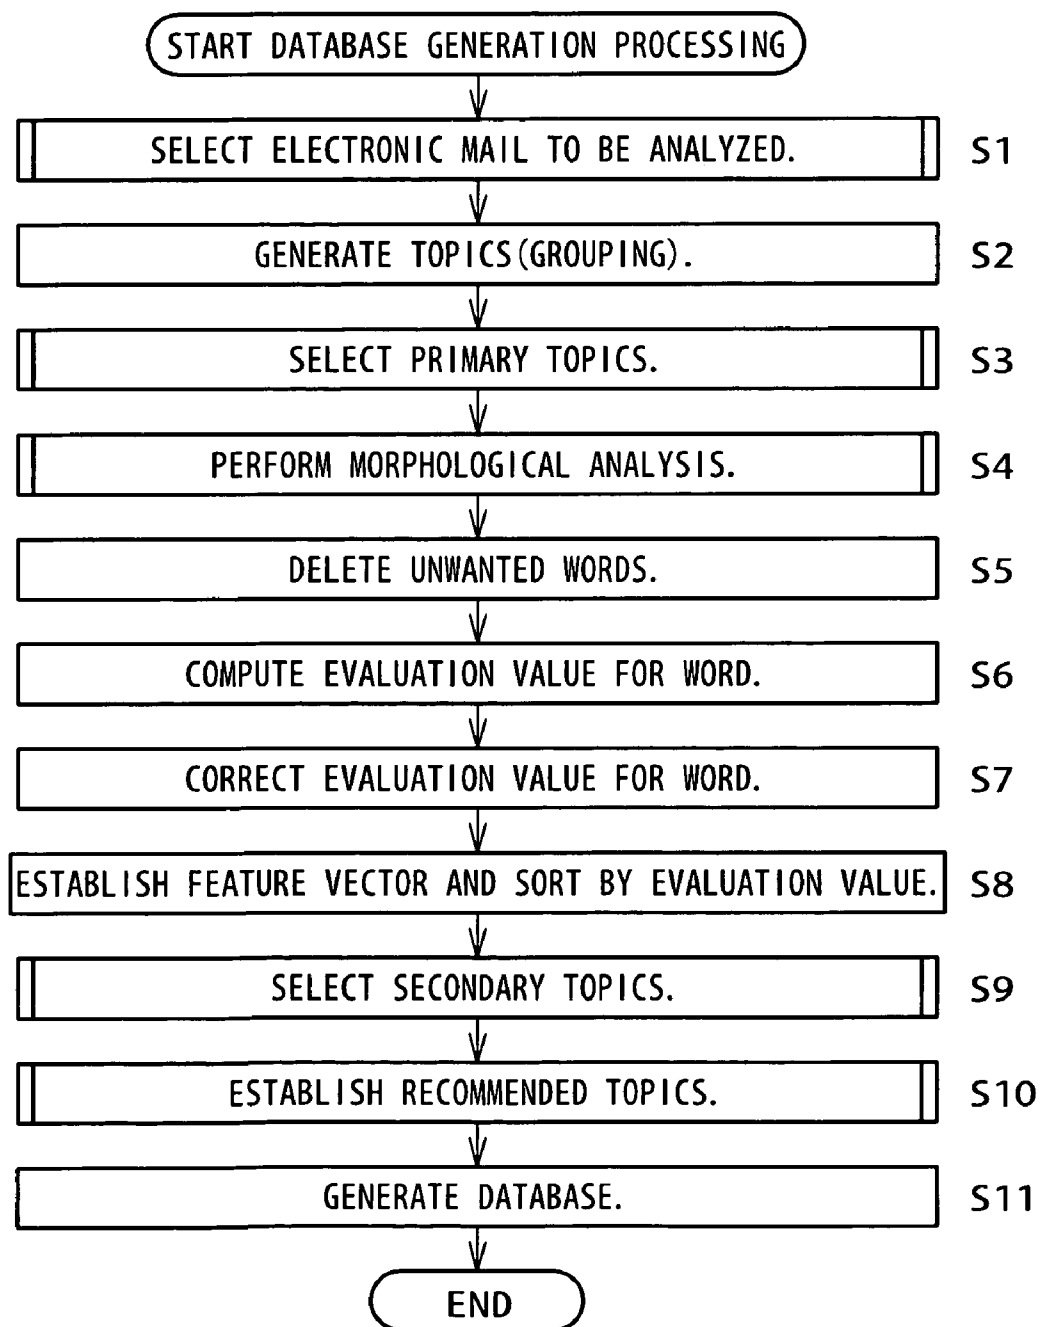 START DATABASE GENERATION PROCESSING
SELECT ELECTRONIC MAIL TO BE ANALYZED. S1
GENERATE TOPICS(GROUPING). S2
SELECT PRIMARY TOPICS. S3
PERFORM MORPHOLOGICAL ANALYSIS. S4
DELETE UNWANTED WORDS. S5
COMPUTE EVALUATION VALUE FOR WORD. S6
CORRECT EVALUATION VALUE FOR WORD. S7
ESTABLISH FEATURE VECTOR AND SORT BY EVALUATION VALUE. S8
SELECT SECONDARY TOPICS. S9
ESTABLISH RECOMMENDED TOPICS. S10
GENERATE DATABASE. S11
END